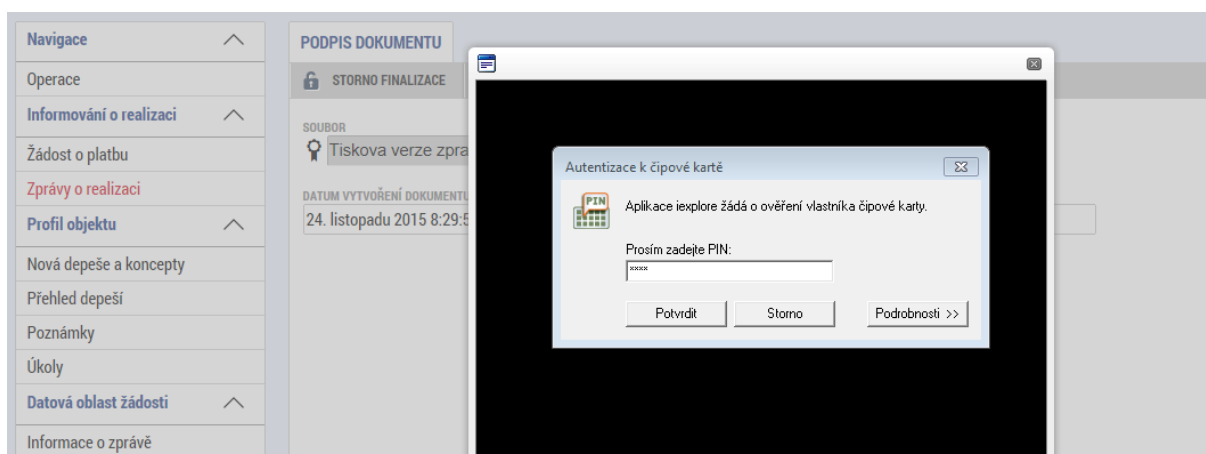 Navigace
Operace
Informování o realizaci
Žádost o platbu
Zprávy o realizaci
Profil objektu
Nová depeše a koncepty
Přehled depeší
Poznámky
Úkoly
Datová oblast žádosti
Informace o zprávě
PODPIS DOKUMENTU
STORNO FINALIZACE
SOUBOR
Tiskova verze zpra
DATUM VYTVOŘENÍ DOKUMENTU
24. listopadu 2015 8:29:5
Autentizace k čipové kartě
PIN
Aplikace iexplore žádá o ověření vlastníka čipové karty.
Prosím zadejte PIN:
xxxx
Potvrdit Storno Podrobnosti >>